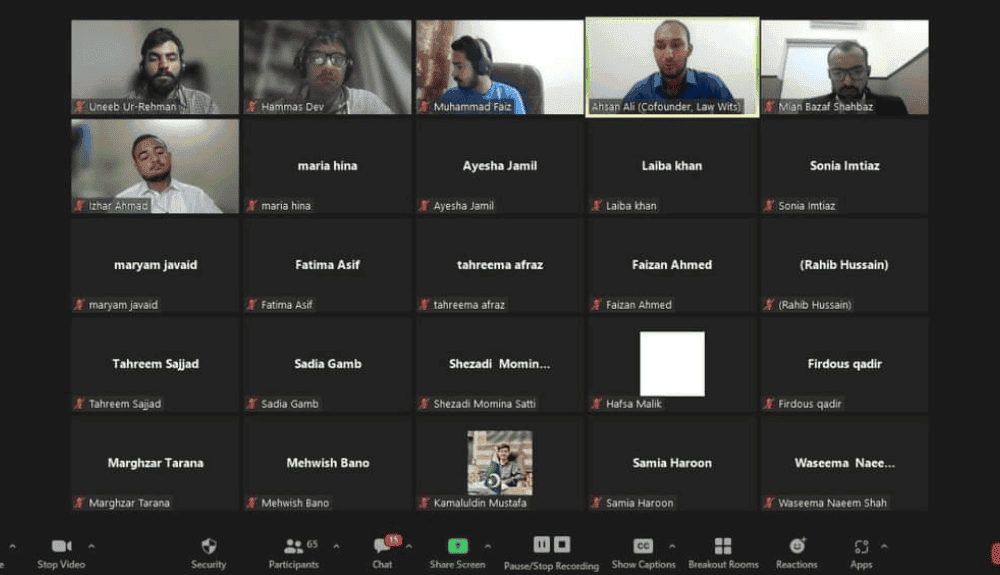 Uneeb Ur-Rehman
Hammas Dev
Muhammad Faiz
Ahsan Ali (Cofounder, Law Wits)
Mian Bazaf Shahbaz
Izhar Ahmad
maria hina
maria hina
Ayesha Jamil
Ayesha Jamil
Laiba khan
Laiba khan
Sonia Imtiaz
Sonia Imtiaz
maryam javaid
maryam javaid
Fatima Asif
Fatima Asif
tahreema afraz
tahreema afraz
Faizan Ahmed
Faizan Ahmed
(Rahib Hussain)
(Rahib Hussain)
Tahreem Sajjad
Tahreem Sajjad
Sadia Gamb
Sadia Gamb
Shezadi Momin...
Shezadi Momina Satti
Hafsa Malik
Firdous qadir
Firdous qadir
Marghzar Tarana
Marghzar Tarana
Mehwish Bano
Mehwish Bano
Kamaluldin Mustafa
Samia Haroon
Samia Haroon
Waseema Naee...
Waseema Naeem Shah
e
Stop Video
Security
65
Participants
15
Chat
Share Screen
Pause/Stop Recording
CC
Show Captions
Breakout Rooms
Reactions
Apps